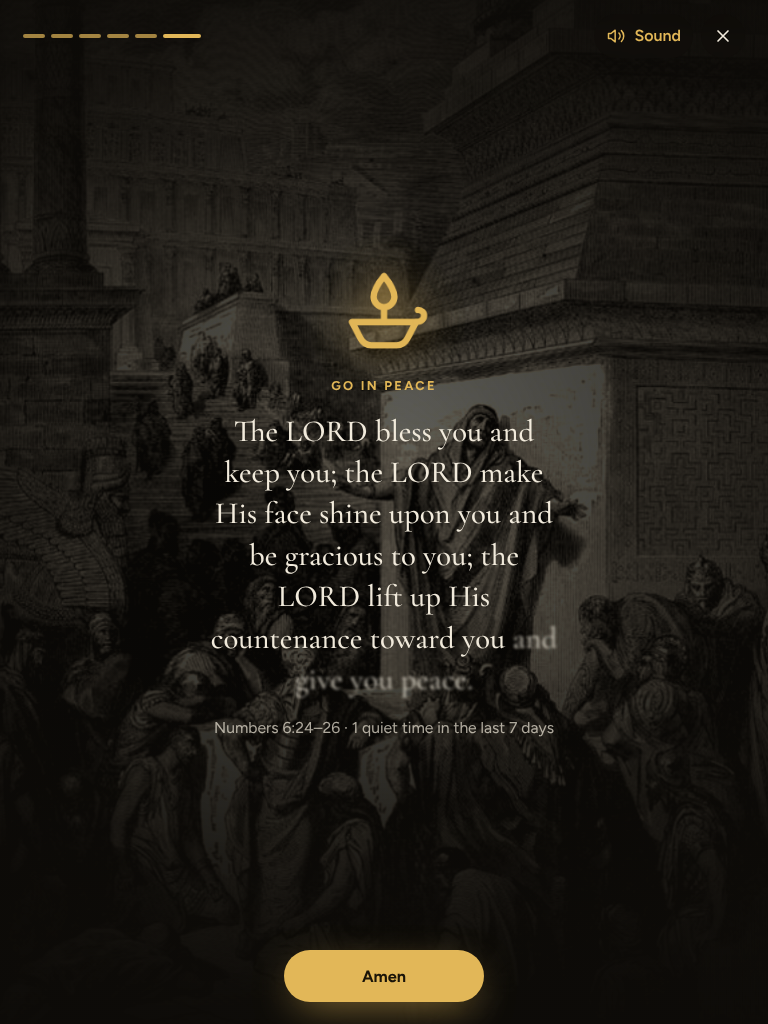 Sound
GO IN PEACE
The LORD bless you and
keep you; the LORD make
His face shine upon you and
be gracious to you; the
LORD lift up His
countenance toward you and
give you peace.
Numbers 6:24–26 · 1 quiet time in the last 7 days
Amen